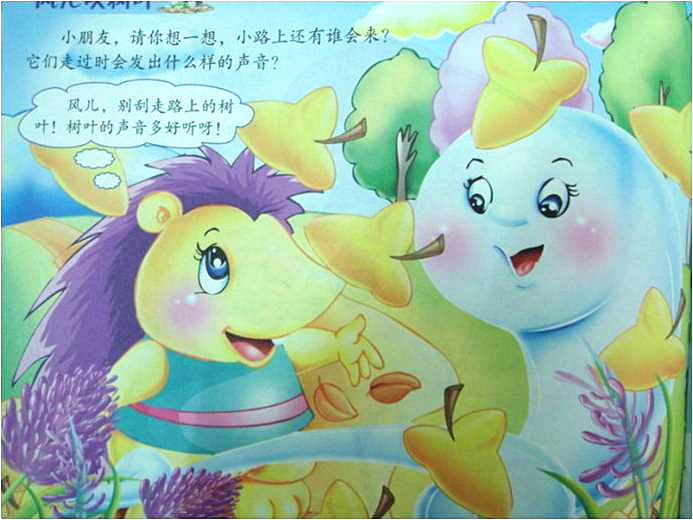 小朋友，请你想一想，小路上还有谁会来？
它们走过时会发出什么样的声音？
风儿，别刮走路上的树
叶！树叶的声音多好听呀！